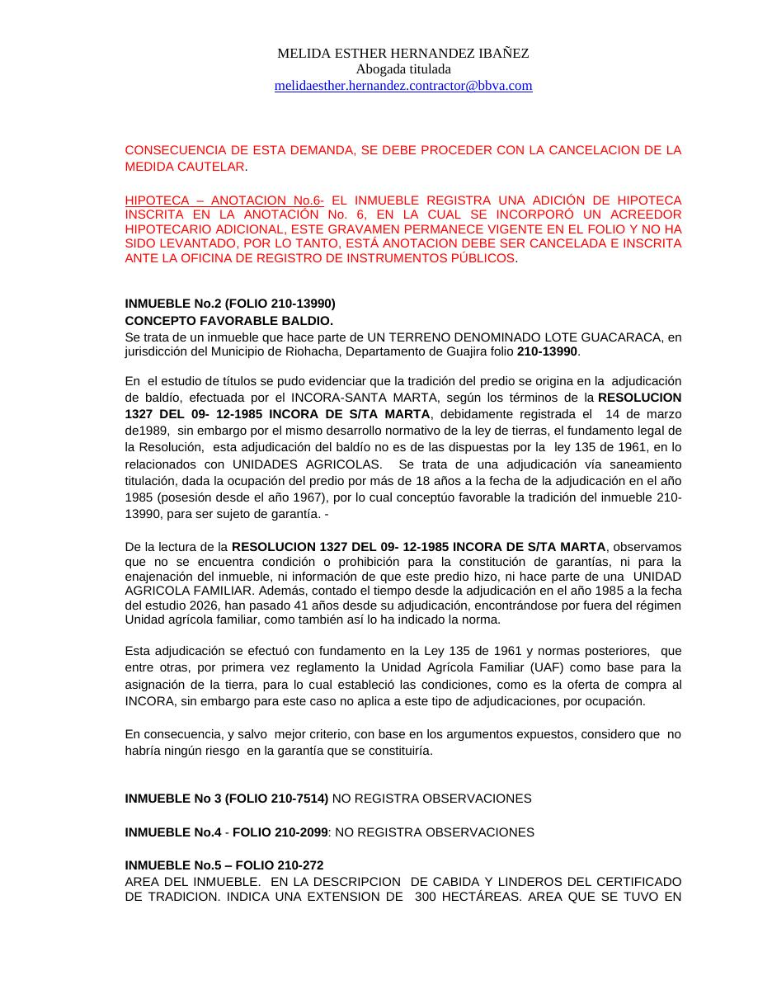 MELIDA ESTHER HERNANDEZ IBAÑEZ
Abogada titulada
melidaesther.hernandez.contractor@bbva.com
CONSECUENCIA DE ESTA DEMANDA, SE DEBE PROCEDER CON LA CANCELACION DE LA
MEDIDA CAUTELAR.
HIPOTECA – ANOTACION No.6- EL INMUEBLE REGISTRA UNA ADICIÓN DE HIPOTECA
INSCRITA EN LA ANOTACIÓN No. 6, EN LA CUAL SE INCORPORÓ UN ACREEDOR
HIPOTECARIO ADICIONAL, ESTE GRAVAMEN PERMANECE VIGENTE EN EL FOLIO Y NO HA
SIDO LEVANTADO, POR LO TANTO, ESTÁ ANOTACION DEBE SER CANCELADA E INSCRITA
ANTE LA OFICINA DE REGISTRO DE INSTRUMENTOS PÚBLICOS.
INMUEBLE No.2 (FOLIO 210-13990)
CONCEPTO FAVORABLE BALDIO.
Se trata de un inmueble que hace parte de UN TERRENO DENOMINADO LOTE GUACARACA, en
jurisdicción del Municipio de Riohacha, Departamento de Guajira folio 210-13990.
En el estudio de títulos se pudo evidenciar que la tradición del predio se origina en la adjudicación
de baldío, efectuada por el INCORA-SANTA MARTA, según los términos de la RESOLUCION
1327 DEL 09- 12-1985 INCORA DE S/TA MARTA, debidamente registrada el 14 de marzo
de1989, sin embargo por el mismo desarrollo normativo de la ley de tierras, el fundamento legal de
la Resolución, esta adjudicación del baldío no es de las dispuestas por la ley 135 de 1961, en lo
relacionados con UNIDADES AGRICOLAS. Se trata de una adjudicación vía saneamiento
titulación, dada la ocupación del predio por más de 18 años a la fecha de la adjudicación en el año
1985 (posesión desde el año 1967), por lo cual conceptúo favorable la tradición del inmueble 210-
13990, para ser sujeto de garantía. -
De la lectura de la RESOLUCION 1327 DEL 09- 12-1985 INCORA DE S/TA MARTA, observamos
que no se encuentra condición o prohibición para la constitución de garantías, ni para la
enajenación del inmueble, ni información de que este predio hizo, ni hace parte de una UNIDAD
AGRICOLA FAMILIAR. Además, contado el tiempo desde la adjudicación en el año 1985 a la fecha
del estudio 2026, han pasado 41 años desde su adjudicación, encontrándose por fuera del régimen
Unidad agrícola familiar, como también así lo ha indicado la norma.
Esta adjudicación se efectuó con fundamento en la Ley 135 de 1961 y normas posteriores, que
entre otras, por primera vez reglamento la Unidad Agrícola Familiar (UAF) como base para la
asignación de la tierra, para lo cual estableció las condiciones, como es la oferta de compra al
INCORA, sin embargo para este caso no aplica a este tipo de adjudicaciones, por ocupación.
En consecuencia, y salvo mejor criterio, con base en los argumentos expuestos, considero que no
habría ningún riesgo en la garantía que se constituiría.
INMUEBLE No 3 (FOLIO 210-7514) NO REGISTRA OBSERVACIONES
INMUEBLE No.4 - FOLIO 210-2099: NO REGISTRA OBSERVACIONES
INMUEBLE No.5 – FOLIO 210-272
AREA DEL INMUEBLE. EN LA DESCRIPCION DE CABIDA Y LINDEROS DEL CERTIFICADO
DE TRADICION. INDICA UNA EXTENSION DE 300 HECTÁREAS. AREA QUE SE TUVO EN